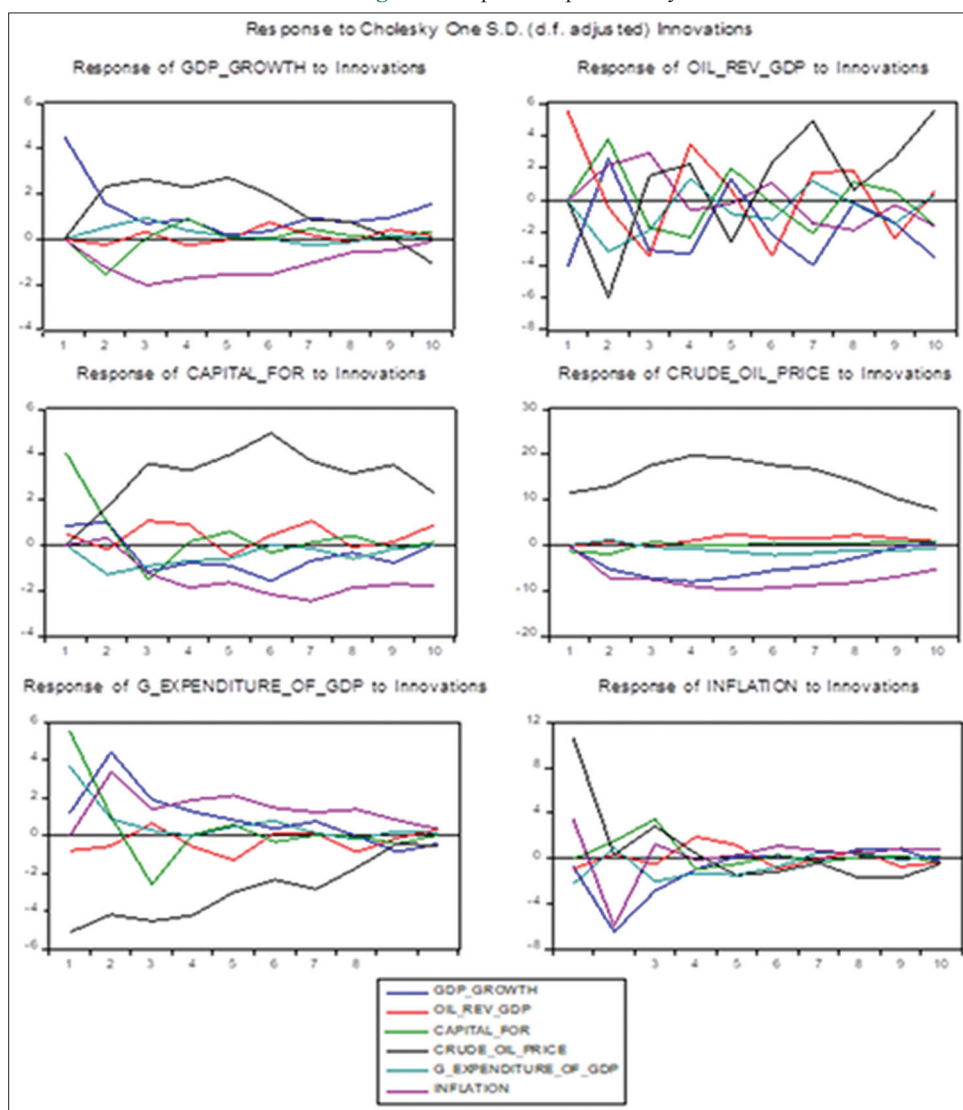 Response to Cholesky One S.D. (d.f. adjusted) Innovations
Response of GDP_GROWTH to Innovations
6
4
2
0
-2
-4
1 2 3 4 5 6 7 8 9 10
Response of OIL_REV_GDP to Innovations
6
4
2
0
-2
-4
-6
-8
1 2 3 4 5 6 7 8 9 10
Response of CAPITAL_FOR to Innovations
6
4
2
0
-2
-4
1 2 3 4 5 6 7 8 9 10
Response of CRUDE_OIL_PRICE to Innovations
30
20
10
0
-10
-20
1 2 3 4 5 6 7 8 9 10
Response of G_EXPENDITURE_OF_GDP to Innovations
6
4
2
0
-2
-4
-6
1 2 3 4 5 6 7 8
Response of INFLATION to Innovations
12
8
4
0
-4
-8
3 4 5 6 7 8 9 10
GDP_GROWTH
OIL_REV_GDP
CAPITAL_FOR
CRUDE_OIL_PRICE
G_EXPENDITURE_OF_GDP
INFLATION